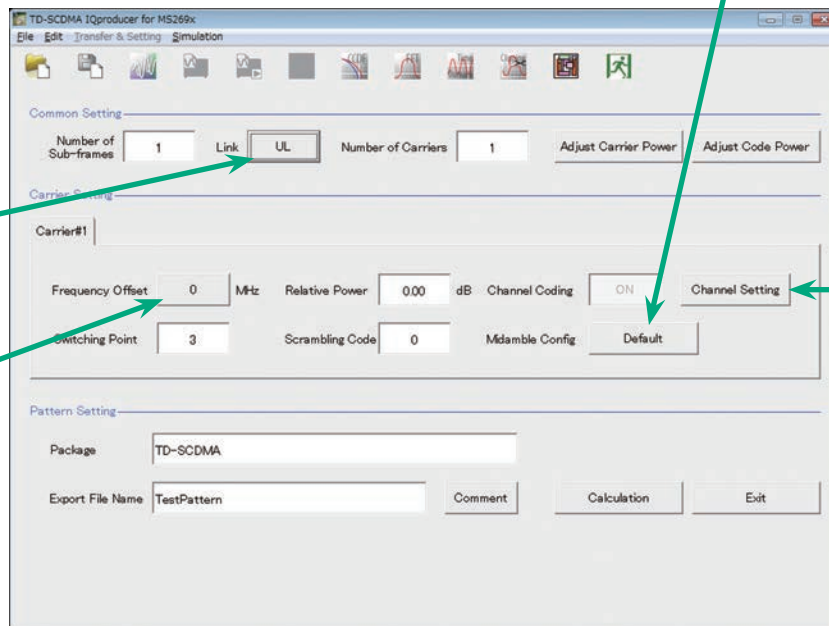 TD-SCDMA IQproducer for MS269x
File Edit Transfer & Setting Simulation
Common Setting
Number of Sub-frames 1 Link UL Number of Carriers 1 Adjust Carrier Power Adjust Code Power
Carrier Setting
Carrier#1
Frequency Offset 0 MHz Relative Power 0.00 dB Channel Coding ON Channel Setting
Switching Point 3 Scrambling Code 0 Midamble Config Default
Pattern Setting
Package TD-SCDMA
Export File Name TestPattern Comment Calculation Exit